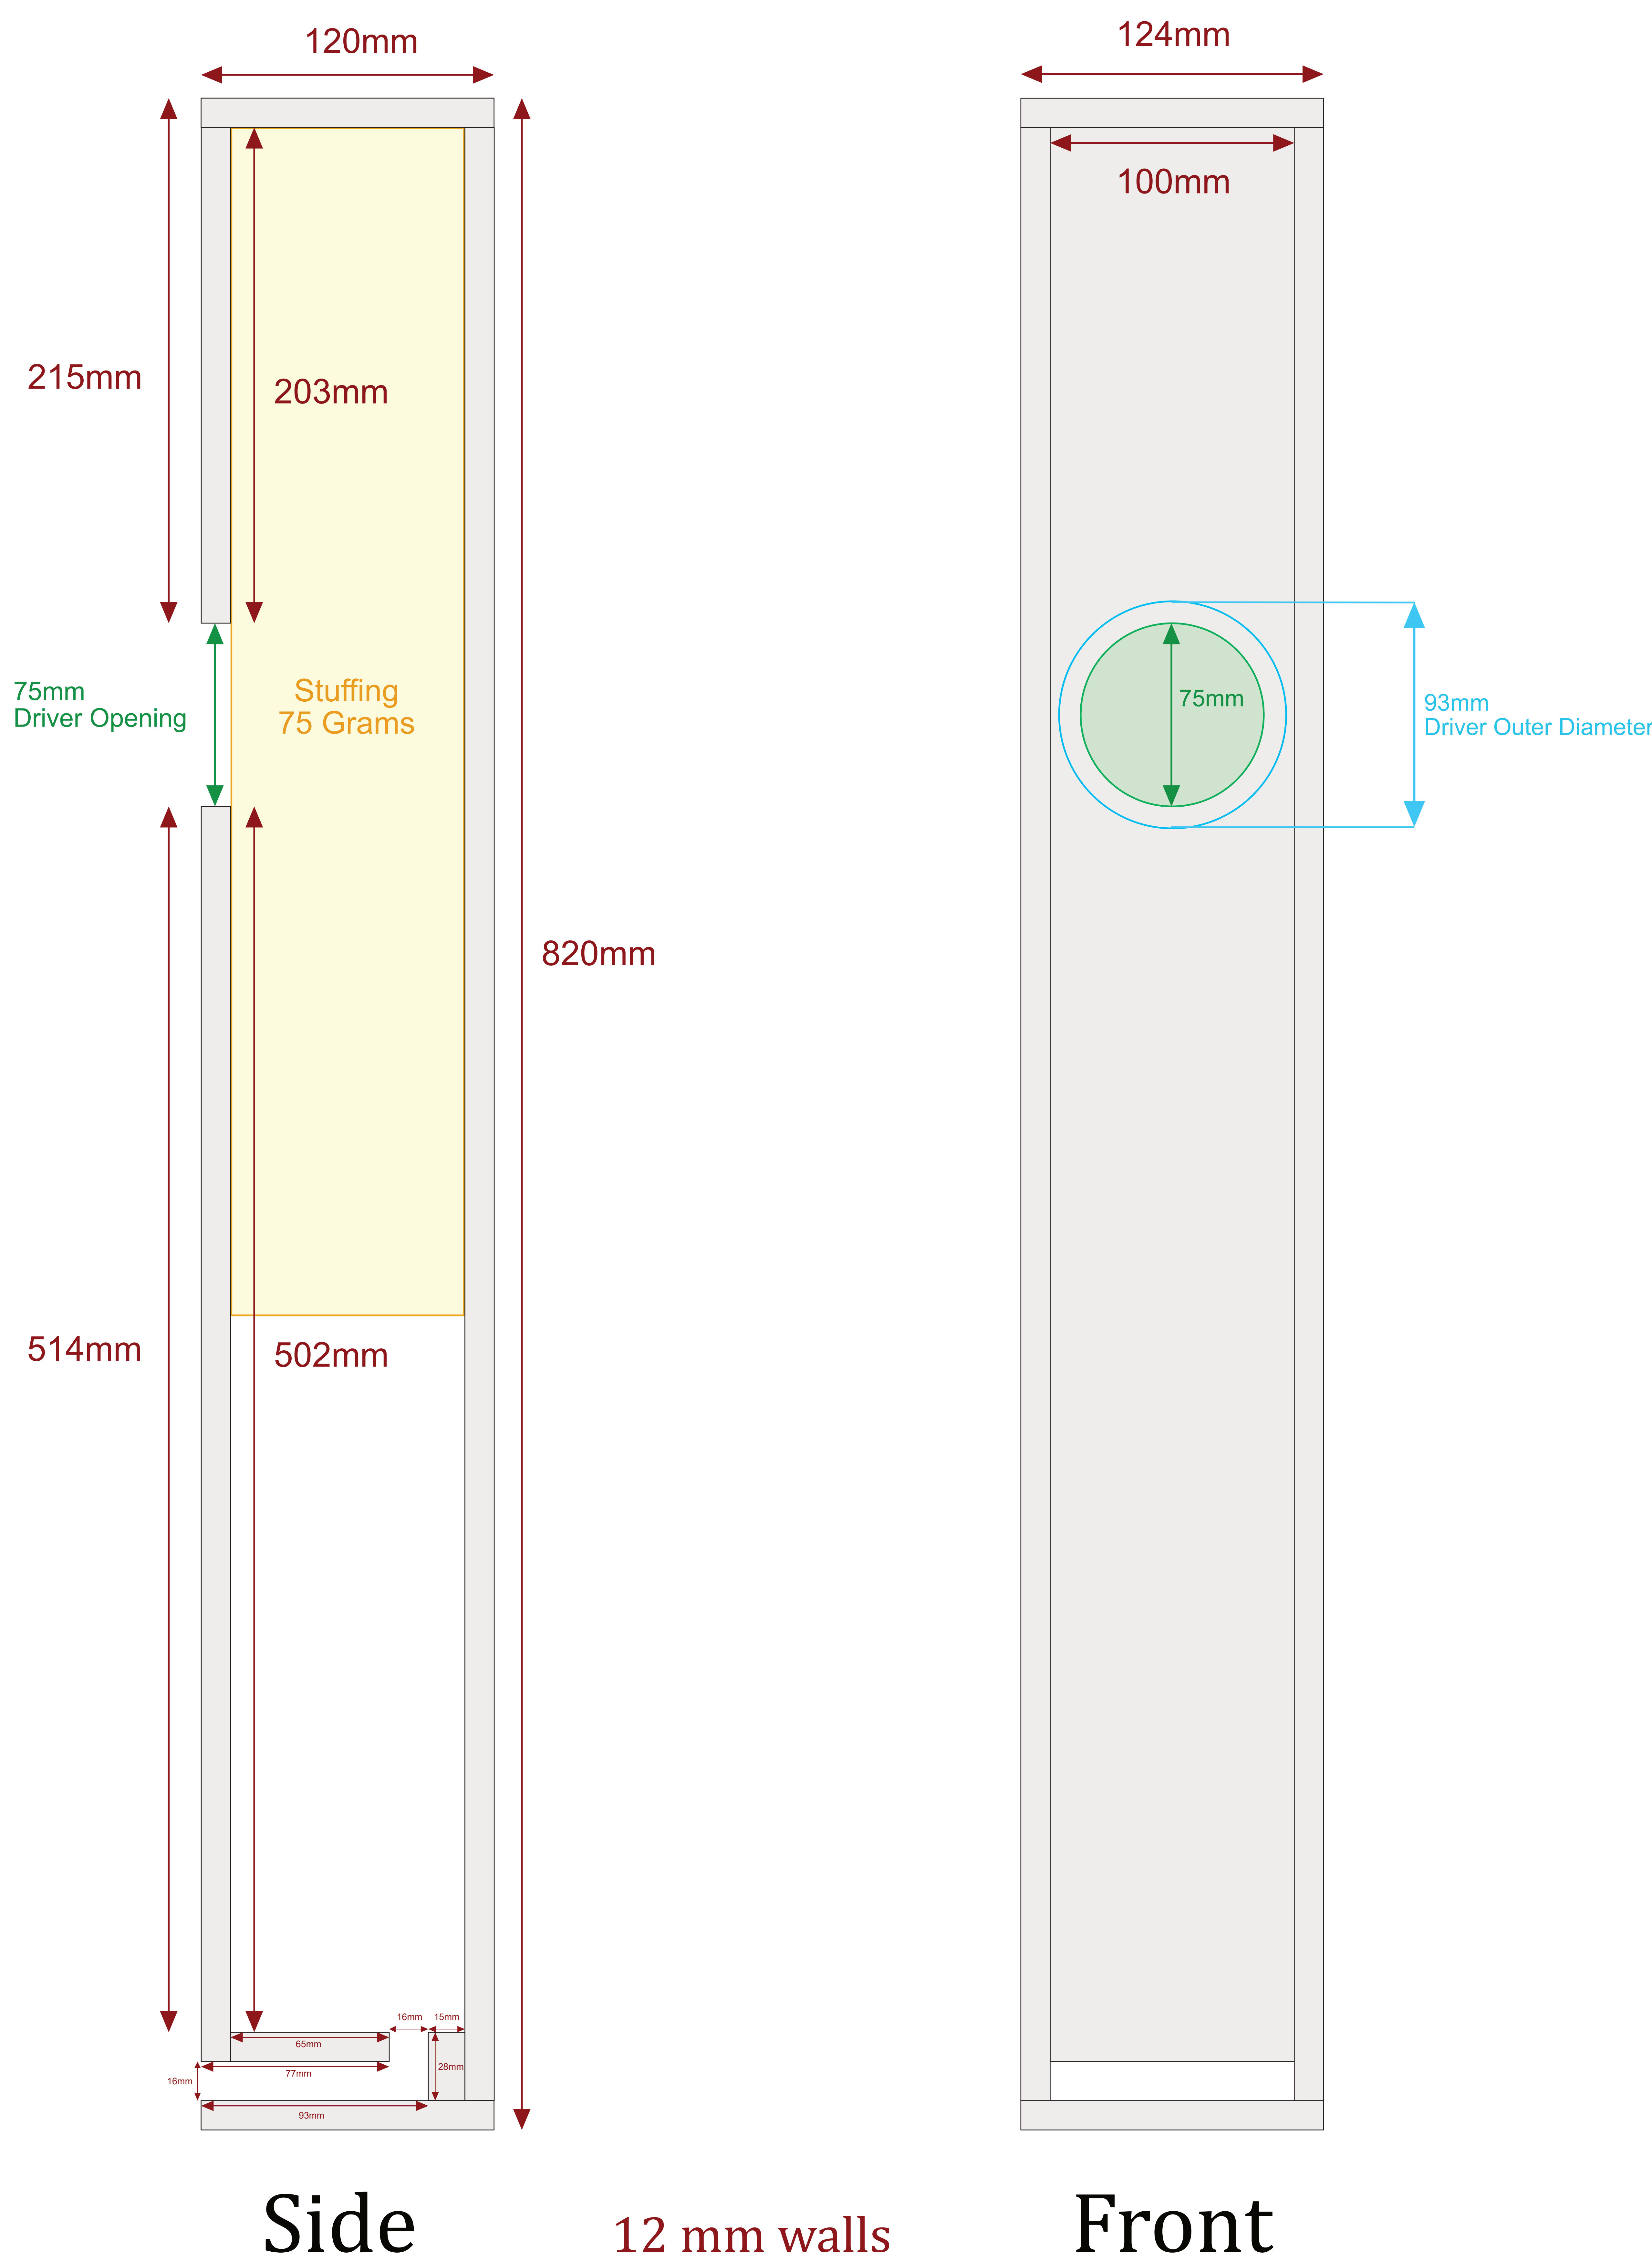 120mm
124mm
100mm
215mm
203mm
75mm
Driver Opening
Stuffing
75 Grams
75mm
93mm
Driver Outer Diameter
820mm
514mm
502mm
16mm
15mm
65mm
28mm
77mm
16mm
93mm
Side
12 mm walls
Front